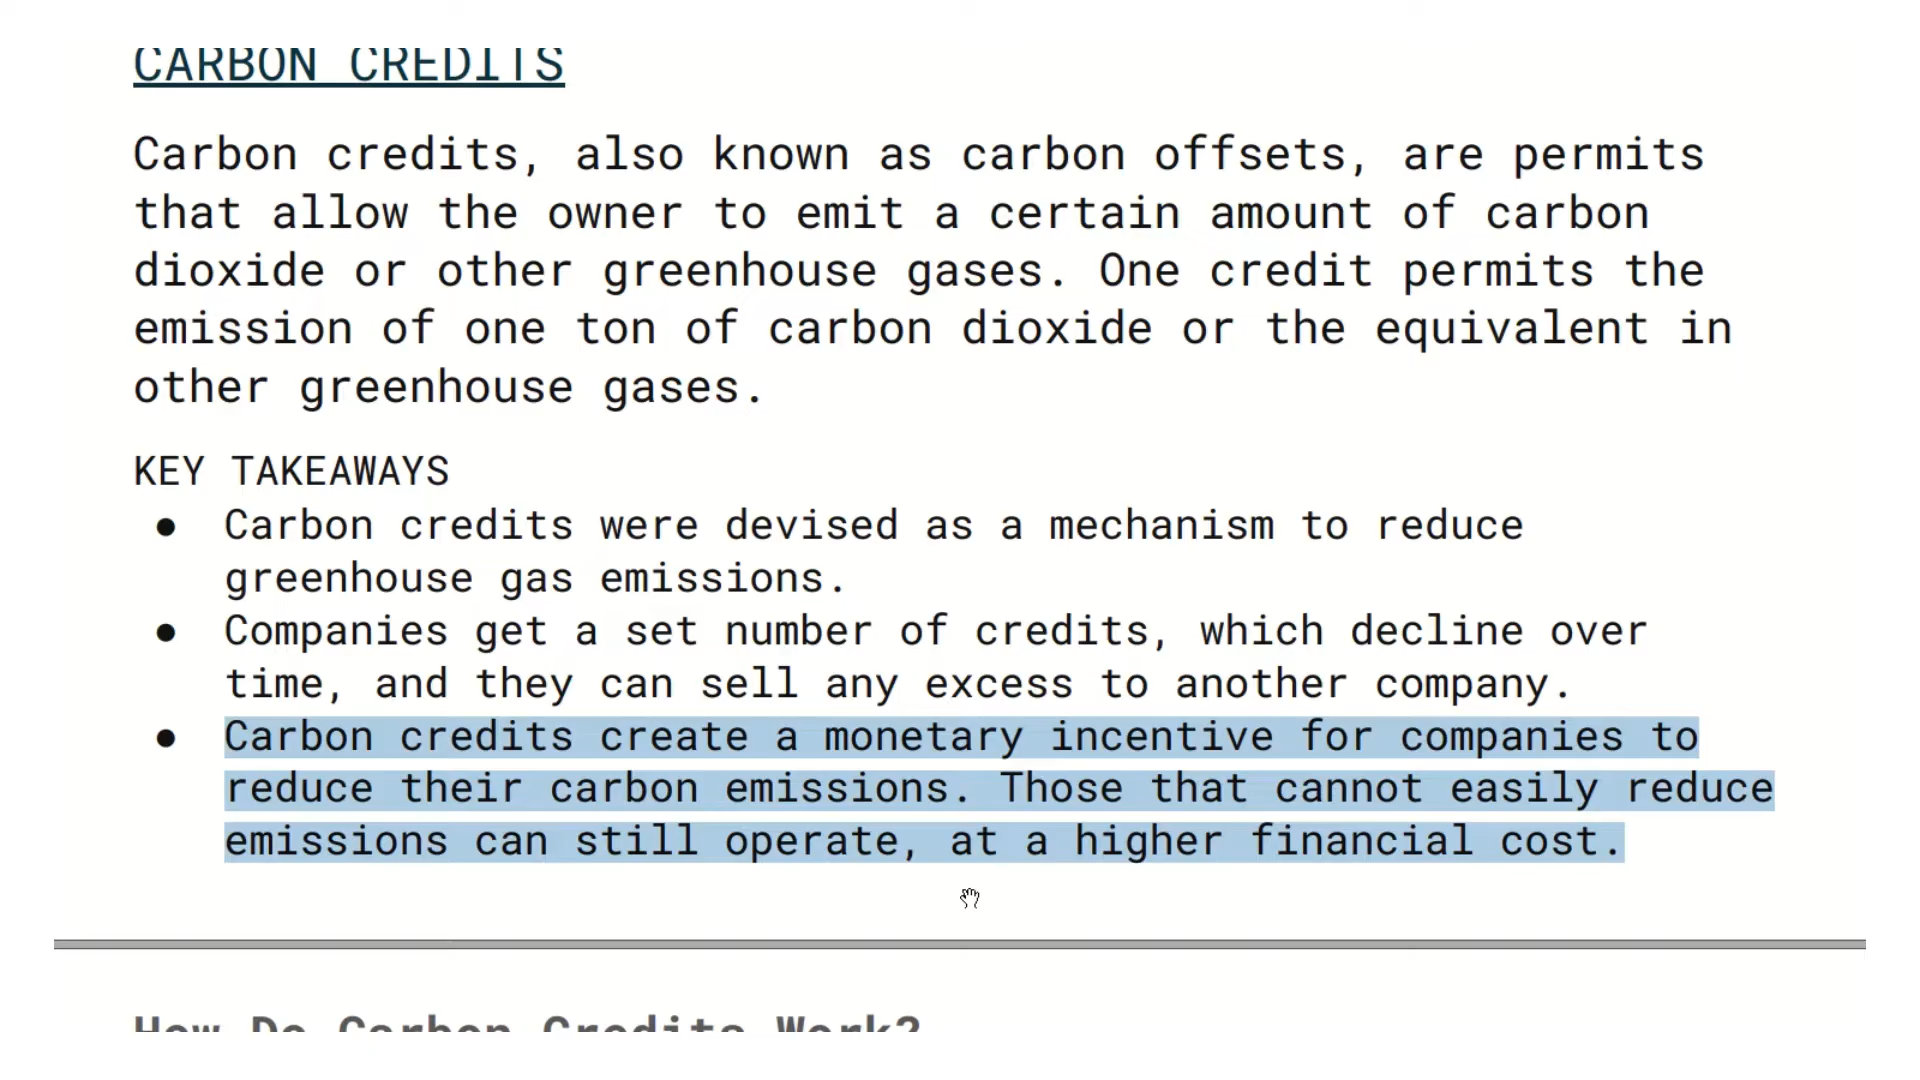 CARBON CREDITS
Carbon credits, also known as carbon offsets, are permits
that allow the owner to emit a certain amount of carbon
dioxide or other greenhouse gases. One credit permits the
emission of one ton of carbon dioxide or the equivalent in
other greenhouse gases.
KEY TAKEAWAYS
● Carbon credits were devised as a mechanism to reduce
greenhouse gas emissions.
● Companies get a set number of credits, which decline over
time, and they can sell any excess to another company.
● Carbon credits create a monetary incentive for companies to
reduce their carbon emissions. Those that cannot easily reduce
emissions can still operate, at a higher financial cost.
How Do Carbon Credits Work?